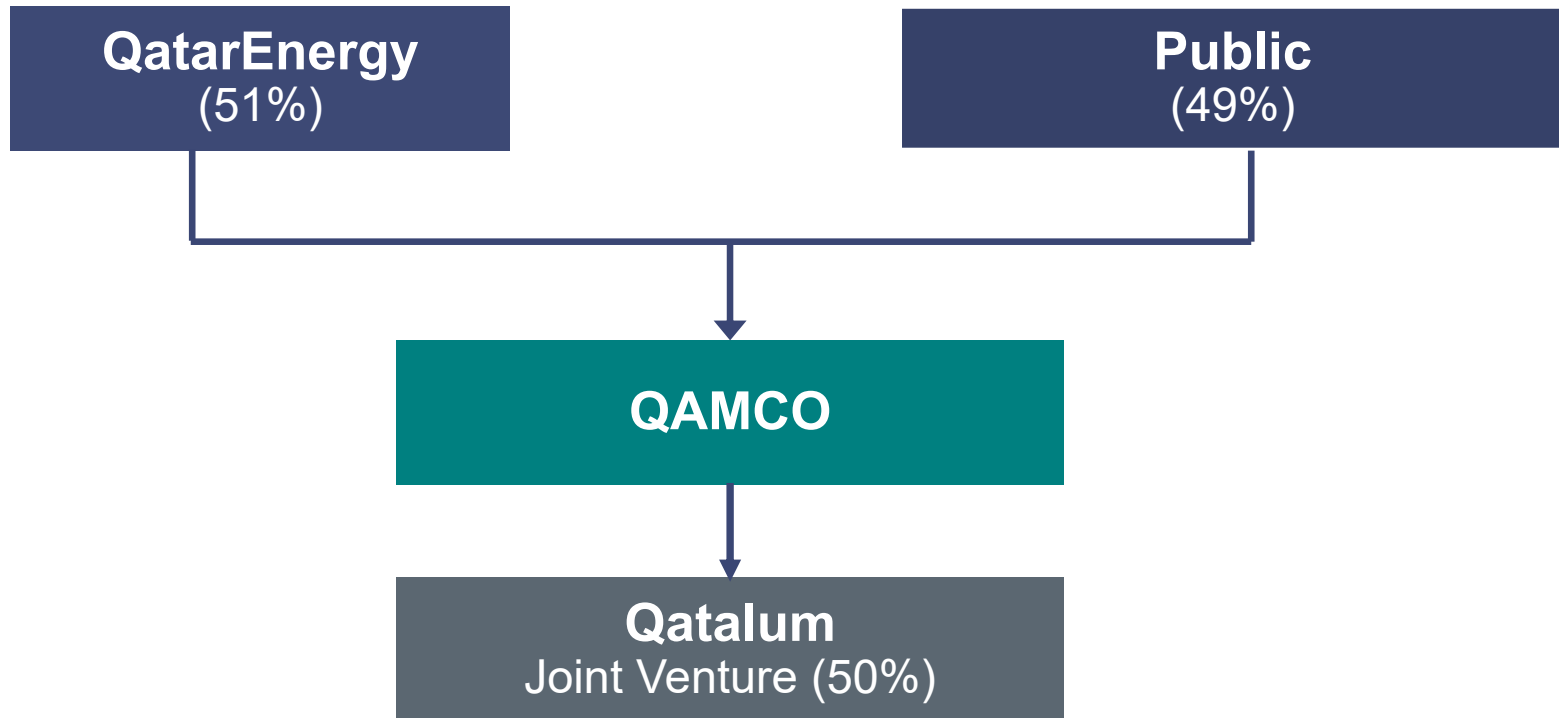 QatarEnergy
(51%)
Public
(49%)
QAMCO
Qatalum
Joint Venture (50%)